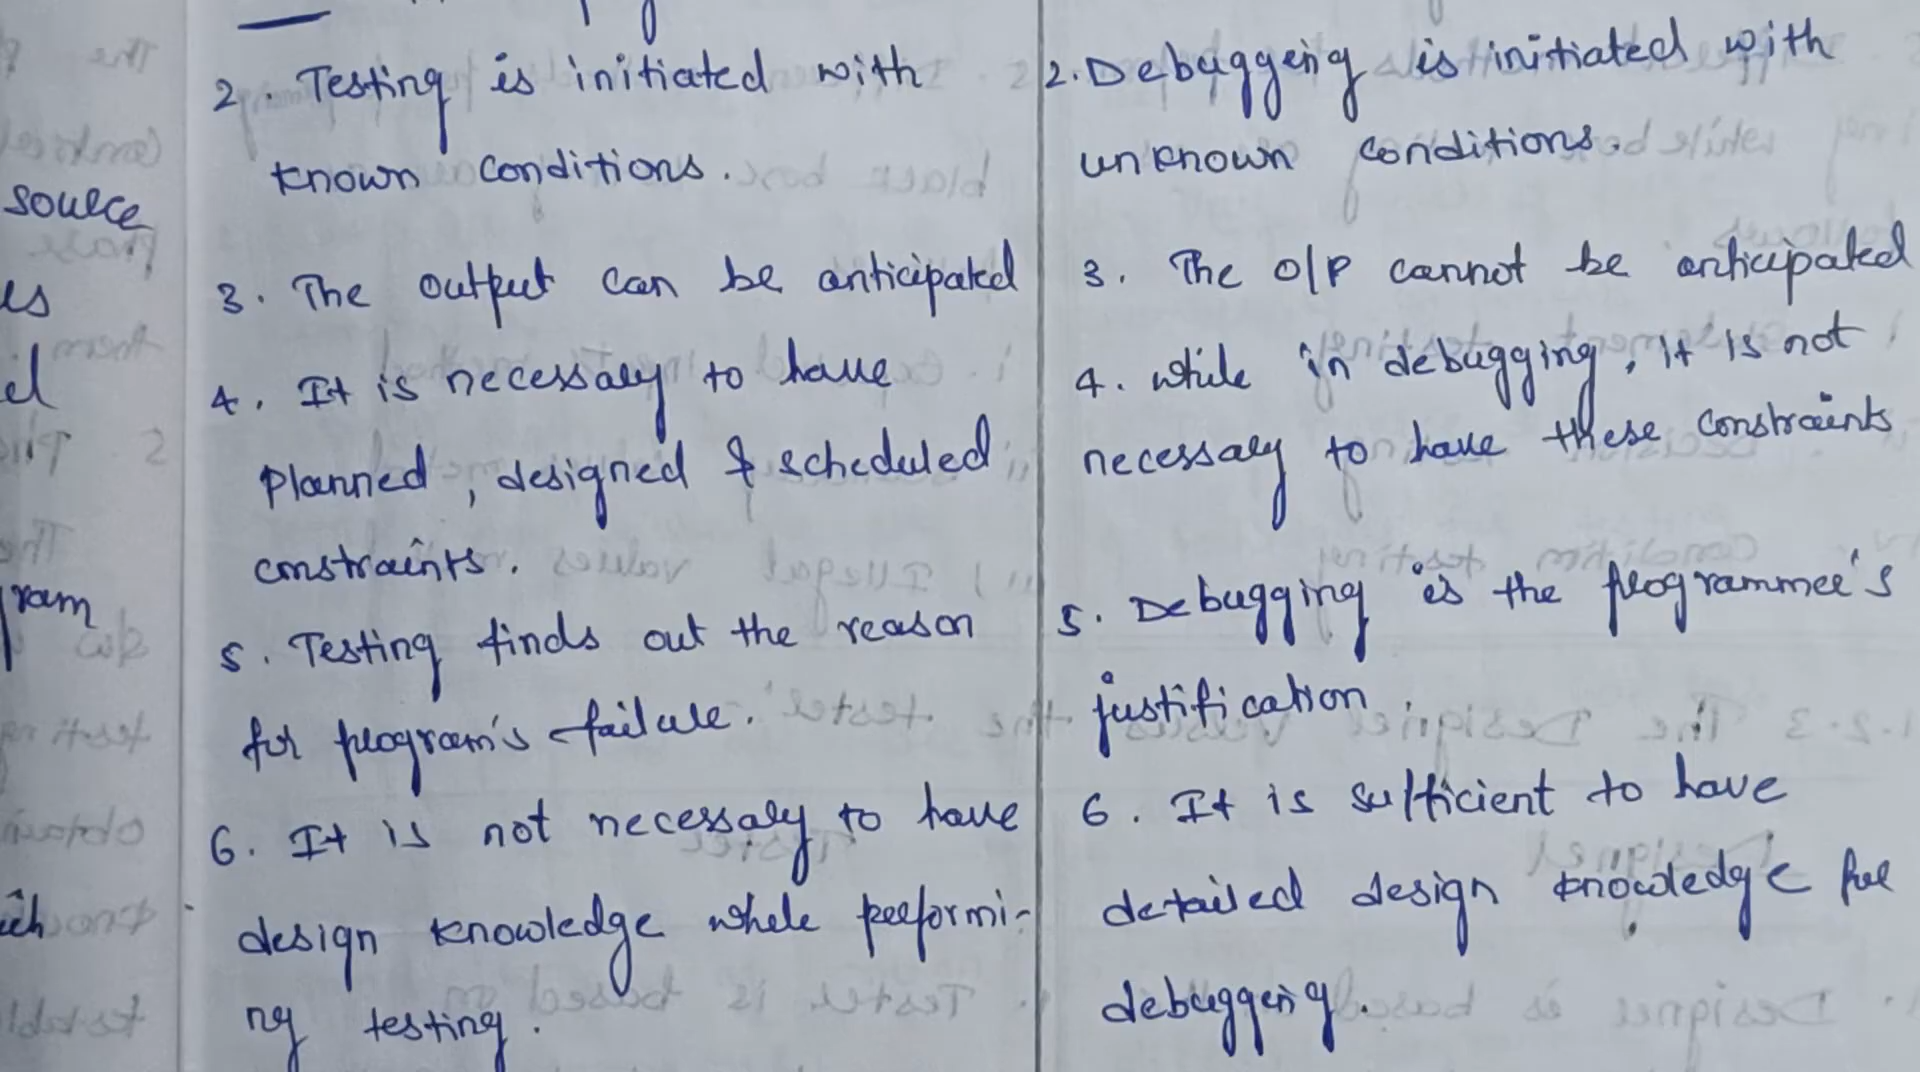 2. Testing is initiated with
known conditions.
3. The output can be anticipated
4. It is necessary to have
planned, designed & scheduled
constraints.
5. Testing finds out the reason
for program's failure.
6. It is not necessary to have
design knowledge while performi-
ng testing.
2. Debugging is initiated with
unknown conditions.
3. The O/P cannot be anticipated
4. while in debugging, it is not
necessary to have these constraints
5. Debugging is the programmer's
justification.
6. It is sufficient to have
detailed design knowledge for
debugging.
source
es
el
ram